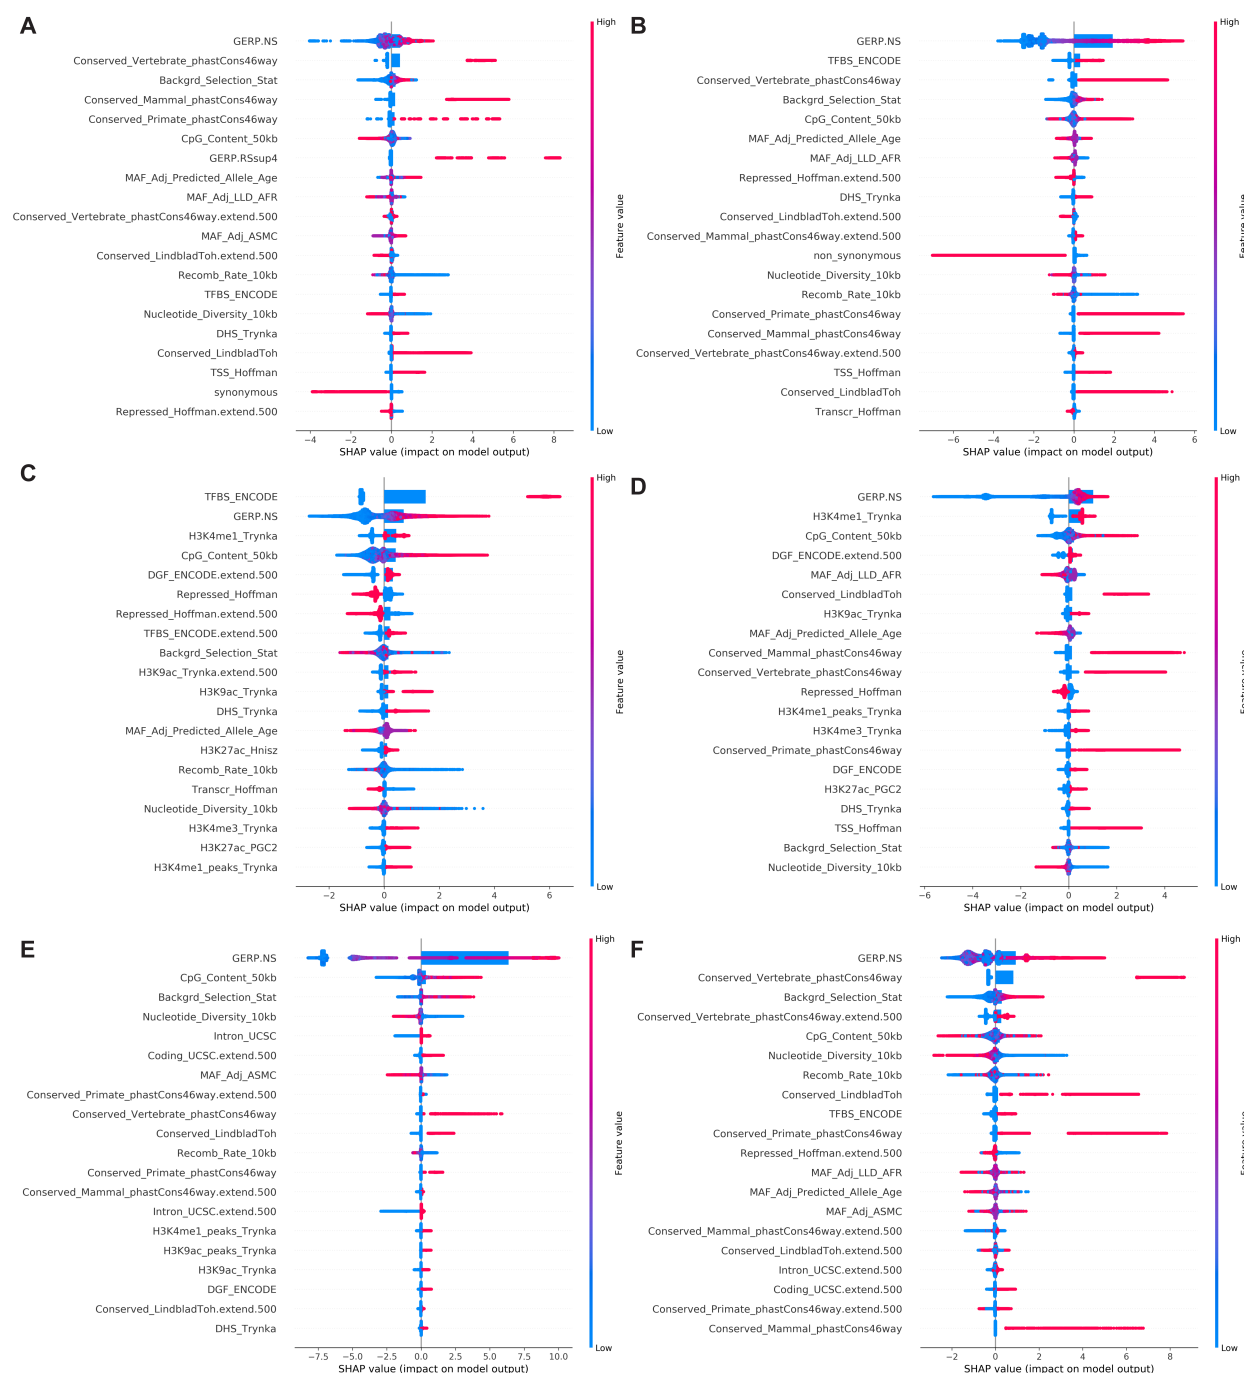 A
GERP.NS
Conserved_Vertebrate_phastCons46way
Backgrd_Selection_Stat
Conserved_Mammal_phastCons46way
Conserved_Primate_phastCons46way
CpG_Content_50kb
GERP.RSsup4
MAF_Adj_Predicted_Allele_Age
MAF_Adj_LLD_AFR
Conserved_Vertebrate_phastCons46way.extend.500
MAF_Adj_ASMC
Conserved_LindbladToh.extend.500
Recomb_Rate_10kb
TFBS_ENCODE
Nucleotide_Diversity_10kb
DHS_Trynka
Conserved_LindbladToh
TSS_Hoffman
synonymous
Repressed_Hoffman.extend.500
−4 −2 0 2 4 6 8
SHAP value (impact on model output)
High
Feature value
Low
B
GERP.NS
TFBS_ENCODE
Conserved_Vertebrate_phastCons46way
Backgrd_Selection_Stat
CpG_Content_50kb
MAF_Adj_Predicted_Allele_Age
MAF_Adj_LLD_AFR
Repressed_Hoffman.extend.500
DHS_Trynka
Conserved_LindbladToh.extend.500
Conserved_Mammal_phastCons46way.extend.500
non_synonymous
Nucleotide_Diversity_10kb
Recomb_Rate_10kb
Conserved_Primate_phastCons46way
Conserved_Mammal_phastCons46way
Conserved_Vertebrate_phastCons46way.extend.500
TSS_Hoffman
Conserved_LindbladToh
Transcr_Hoffman
−6 −4 −2 0 2 4 6
SHAP value (impact on model output)
High
Feature value
Low
C
TFBS_ENCODE
GERP.NS
H3K4me1_Trynka
CpG_Content_50kb
DGF_ENCODE.extend.500
Repressed_Hoffman
Repressed_Hoffman.extend.500
TFBS_ENCODE.extend.500
Backgrd_Selection_Stat
H3K9ac_Trynka.extend.500
H3K9ac_Trynka
DHS_Trynka
MAF_Adj_Predicted_Allele_Age
H3K27ac_Hnisz
Recomb_Rate_10kb
Transcr_Hoffman
Nucleotide_Diversity_10kb
H3K4me3_Trynka
H3K27ac_PGC2
H3K4me1_peaks_Trynka
−2 0 2 4 6
SHAP value (impact on model output)
High
Feature value
Low
D
GERP.NS
H3K4me1_Trynka
CpG_Content_50kb
DGF_ENCODE.extend.500
MAF_Adj_LLD_AFR
Conserved_LindbladToh
H3K9ac_Trynka
MAF_Adj_Predicted_Allele_Age
Conserved_Mammal_phastCons46way
Conserved_Vertebrate_phastCons46way
Repressed_Hoffman
H3K4me1_peaks_Trynka
H3K4me3_Trynka
Conserved_Primate_phastCons46way
DGF_ENCODE
H3K27ac_PGC2
DHS_Trynka
TSS_Hoffman
Backgrd_Selection_Stat
Nucleotide_Diversity_10kb
−6 −4 −2 0 2 4
SHAP value (impact on model output)
High
Feature value
Low
E
GERP.NS
CpG_Content_50kb
Backgrd_Selection_Stat
Nucleotide_Diversity_10kb
Intron_UCSC
Coding_UCSC.extend.500
MAF_Adj_ASMC
Conserved_Primate_phastCons46way.extend.500
Conserved_Vertebrate_phastCons46way
Conserved_LindbladToh
Recomb_Rate_10kb
Conserved_Primate_phastCons46way
Conserved_Mammal_phastCons46way.extend.500
Intron_UCSC.extend.500
H3K4me1_peaks_Trynka
H3K9ac_peaks_Trynka
H3K9ac_Trynka
DGF_ENCODE
Conserved_LindbladToh.extend.500
DHS_Trynka
−7.5 −5.0 −2.5 0.0 2.5 5.0 7.5 10.0
SHAP value (impact on model output)
High
Feature value
Low
F
GERP.NS
Conserved_Vertebrate_phastCons46way
Backgrd_Selection_Stat
Conserved_Vertebrate_phastCons46way.extend.500
CpG_Content_50kb
Nucleotide_Diversity_10kb
Recomb_Rate_10kb
Conserved_LindbladToh
TFBS_ENCODE
Conserved_Primate_phastCons46way
Repressed_Hoffman.extend.500
MAF_Adj_LLD_AFR
MAF_Adj_Predicted_Allele_Age
MAF_Adj_ASMC
Conserved_Mammal_phastCons46way.extend.500
Conserved_LindbladToh.extend.500
Intron_UCSC.extend.500
Coding_UCSC.extend.500
Conserved_Primate_phastCons46way.extend.500
Conserved_Mammal_phastCons46way
−2 0 2 4 6 8
SHAP value (impact on model output)
High
Feature value
Low